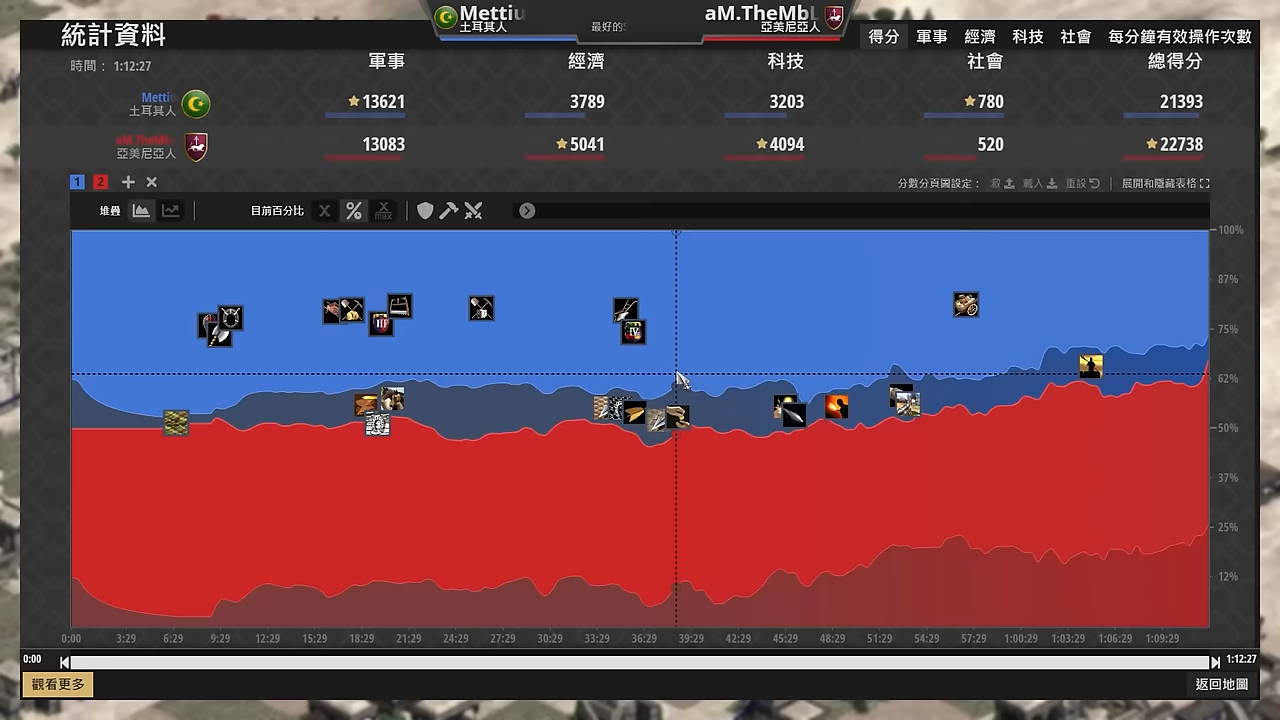 統計資料
Mettiu
土耳其人
最好的
aM.TheMbL
亞美尼亞人
得分 軍事 經濟 科技 社會 每分鐘有效操作次數
時間： 1:12:27
軍事 經濟 科技 社會 總得分
Metti
土耳其人
13621 3789 3203 780 21393
aM.TheMb
亞美尼亞人
13083 5041 4094 520 22738
1 2
分數分頁圖設定： 載入 重設 展開和隱藏表格
堆疊
目前百分比 X % X max
100%
87%
75%
62%
50%
37%
25%
12%
III
IV
0:00 3:29 6:29 9:29 12:29 15:29 18:29 21:29 24:29 27:29 30:29 33:29 36:29 39:29 42:29 45:29 48:29 51:29 54:29 57:29 1:00:29 1:03:29 1:06:29 1:09:29
0:00
1:12:27
觀看更多
返回地圖